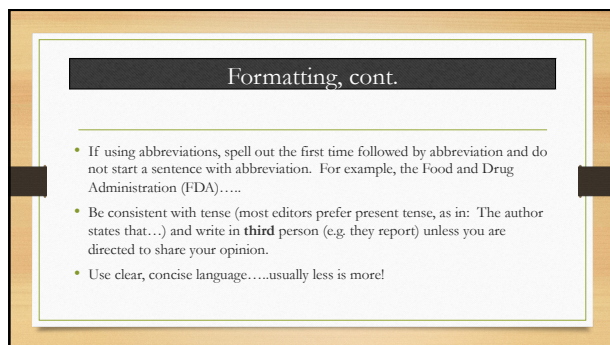 Formatting, cont.
• If using abbreviations, spell out the first time followed by abbreviation and do
not start a sentence with abbreviation. For example, the Food and Drug
Administration (FDA)…..
• Be consistent with tense (most editors prefer present tense, as in: The author
states that…) and write in third person (e.g. they report) unless you are
directed to share your opinion.
• Use clear, concise language…..usually less is more!